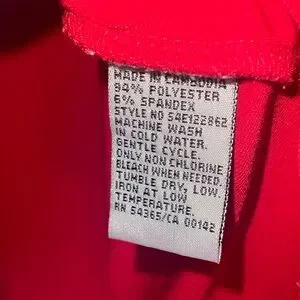 MADE IN CAMBODIA
94% POLYESTER
6% SPANDEX
STYLE NO S4E122862
MACHINE WASH
IN COLD WATER.
GENTLE CYCLE.
ONLY NON CHLORINE
BLEACH WHEN NEEDED.
TUMBLE DRY, LOW.
IRON AT LOW
TEMPERATURE.
RN 54365/CA 00142